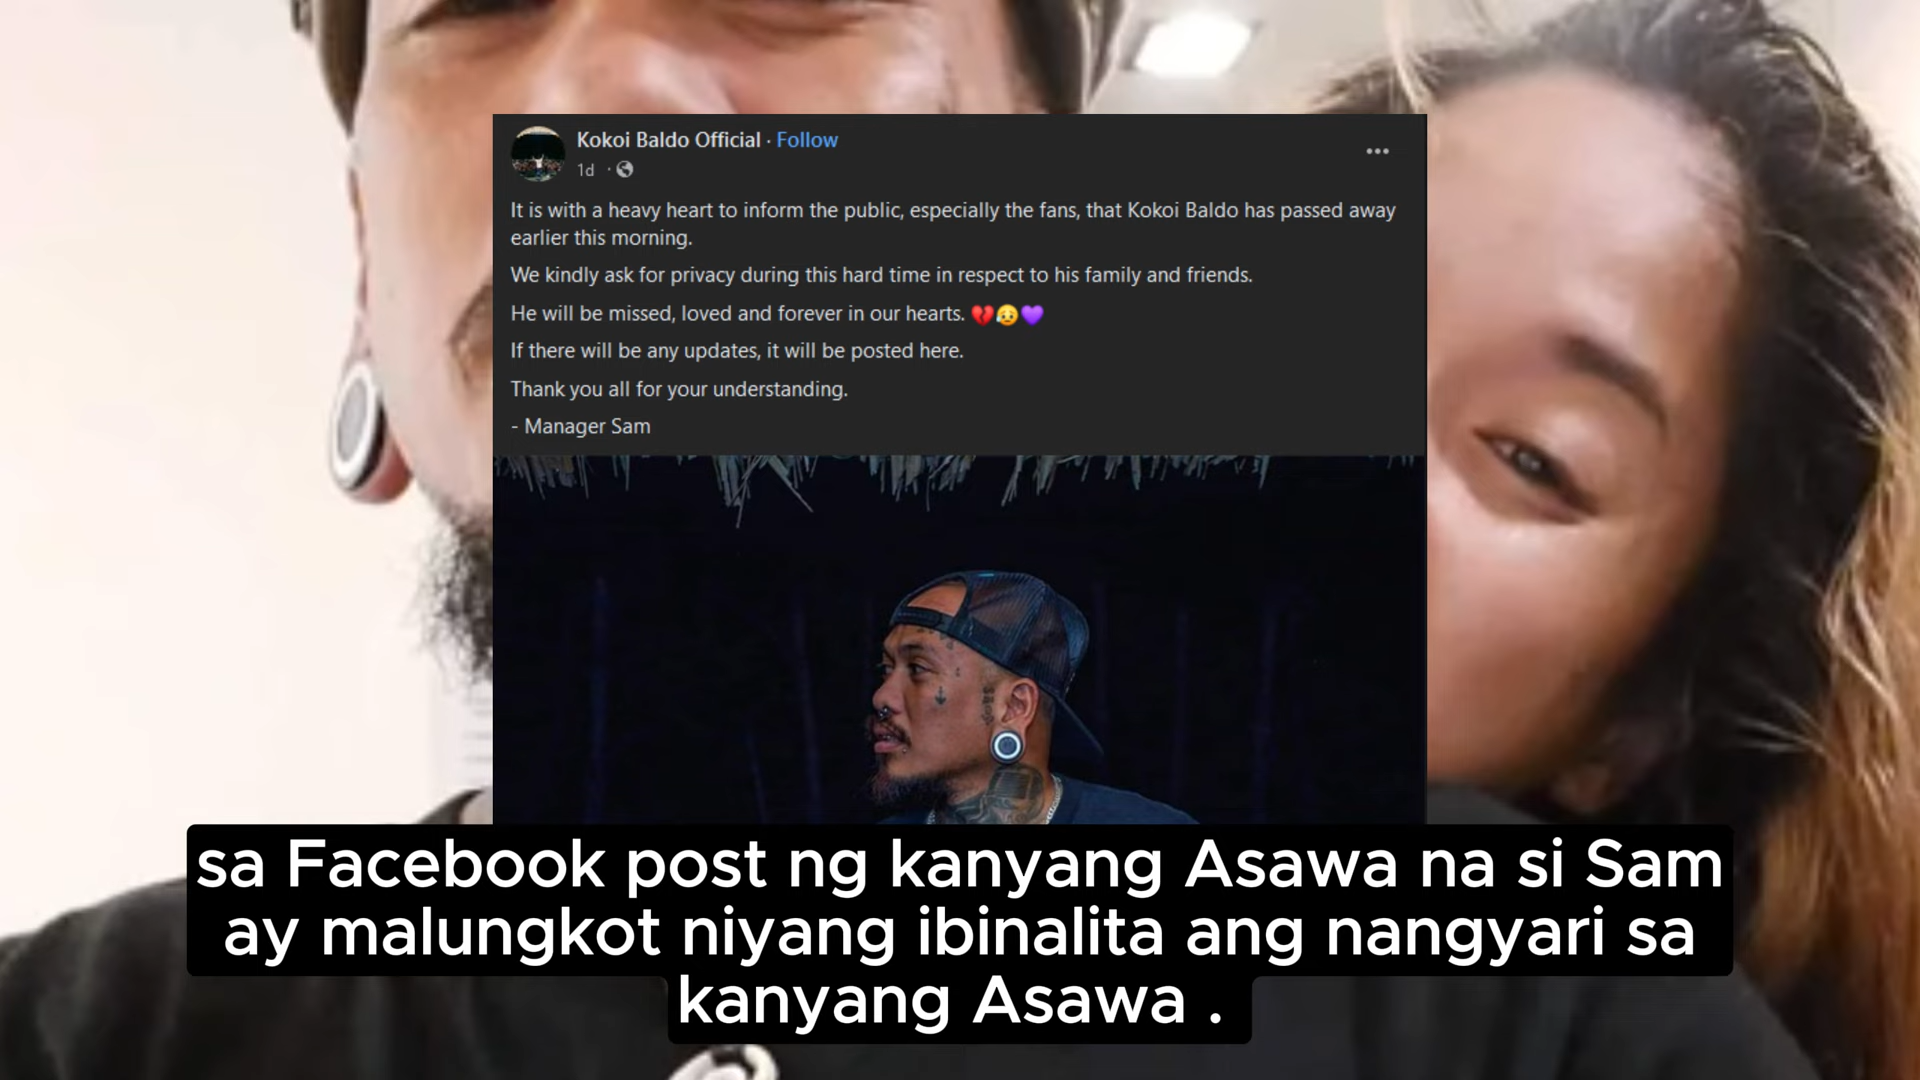 Kokoi Baldo Official · Follow
1d ·
It is with a heavy heart to inform the public, especially the fans, that Kokoi Baldo has passed away
earlier this morning.
We kindly ask for privacy during this hard time in respect to his family and friends.
He will be missed, loved and forever in our hearts. 💔😥💜
If there will be any updates, it will be posted here.
Thank you all for your understanding.
- Manager Sam
sa Facebook post ng kanyang Asawa na si Sam
ay malungkot niyang ibinalita ang nangyari sa
kanyang Asawa .